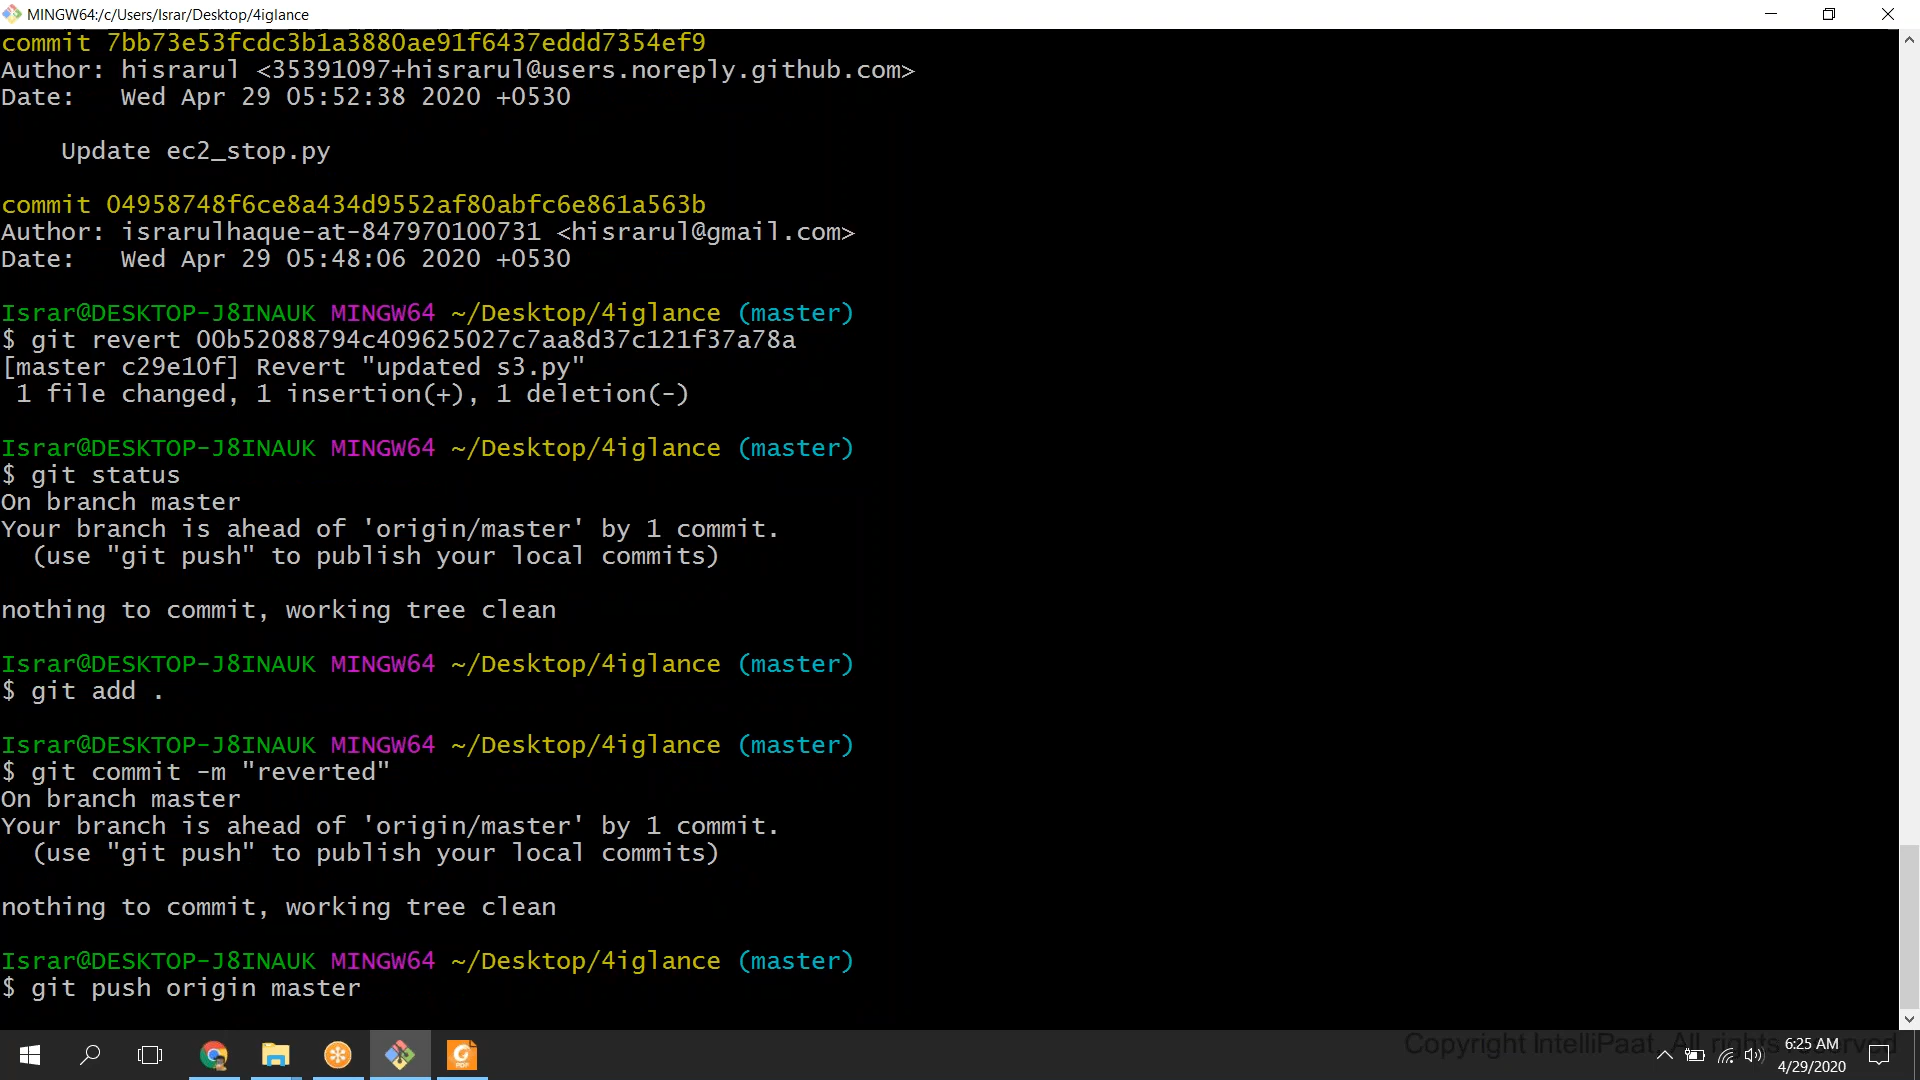 MINGW64:/c/Users/Israr/Desktop/4iglance
commit 7bb73e53fcdc3b1a3880ae91f6437eddd7354ef9
Author: hisrarul <35391097+hisrarul@users.noreply.github.com>
Date:   Wed Apr 29 05:52:38 2020 +0530
    Update ec2_stop.py
commit 04958748f6ce8a434d9552af80abfc6e861a563b
Author: israrulhaque-at-847970100731 <hisrarul@gmail.com>
Date:   Wed Apr 29 05:48:06 2020 +0530
Israr@DESKTOP-J8INAUK MINGW64 ~/Desktop/4iglance (master)
$ git revert 00b52088794c409625027c7aa8d37c121f37a78a
[master c29e10f] Revert "updated s3.py"
 1 file changed, 1 insertion(+), 1 deletion(-)
Israr@DESKTOP-J8INAUK MINGW64 ~/Desktop/4iglance (master)
$ git status
On branch master
Your branch is ahead of 'origin/master' by 1 commit.
  (use "git push" to publish your local commits)
nothing to commit, working tree clean
Israr@DESKTOP-J8INAUK MINGW64 ~/Desktop/4iglance (master)
$ git add .
Israr@DESKTOP-J8INAUK MINGW64 ~/Desktop/4iglance (master)
$ git commit -m "reverted"
On branch master
Your branch is ahead of 'origin/master' by 1 commit.
  (use "git push" to publish your local commits)
nothing to commit, working tree clean
Israr@DESKTOP-J8INAUK MINGW64 ~/Desktop/4iglance (master)
$ git push origin master
Copyright IntelliPaat. All rights reserved
6:25 AM
4/29/2020